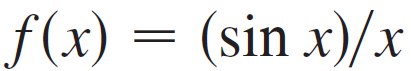 f(x) = (sin x)/x